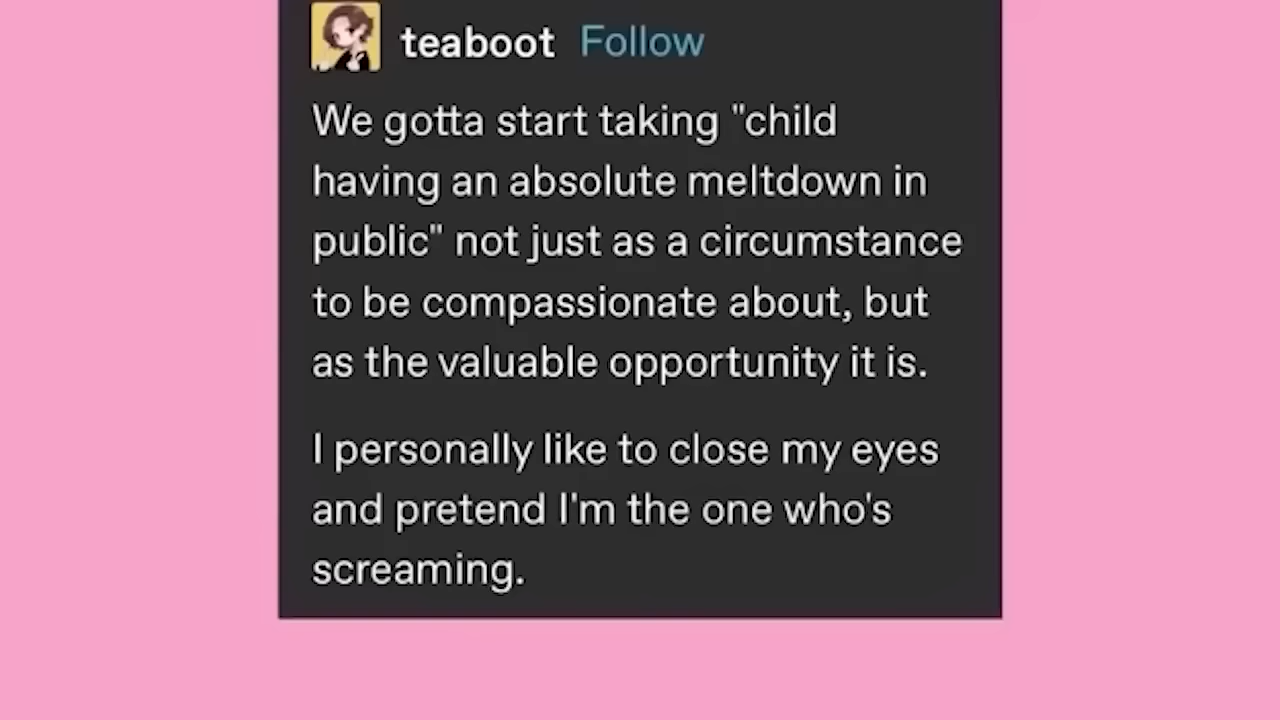 teaboot Follow
We gotta start taking "child
having an absolute meltdown in
public" not just as a circumstance
to be compassionate about, but
as the valuable opportunity it is.
I personally like to close my eyes
and pretend I'm the one who's
screaming.